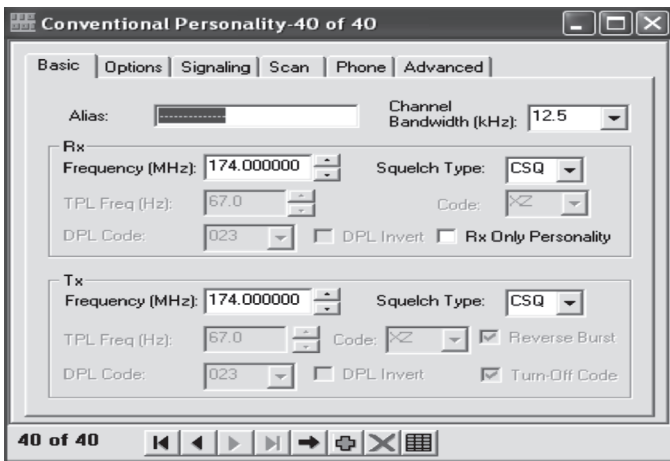 Conventional Personality-40 of 40
Basic Options Signaling Scan Phone Advanced
Alias: ------------- Channel Bandwidth (kHz): 12.5
Rx
Frequency (MHz): 174.000000 Squelch Type: CSQ
TPL Freq (Hz): 67.0 Code: XZ
DPL Code: 023 DPL Invert Rx Only Personality
Tx
Frequency (MHz): 174.000000 Squelch Type: CSQ
TPL Freq (Hz): 67.0 Code: XZ Reverse Burst
DPL Code: 023 DPL Invert Turn-Off Code
40 of 40